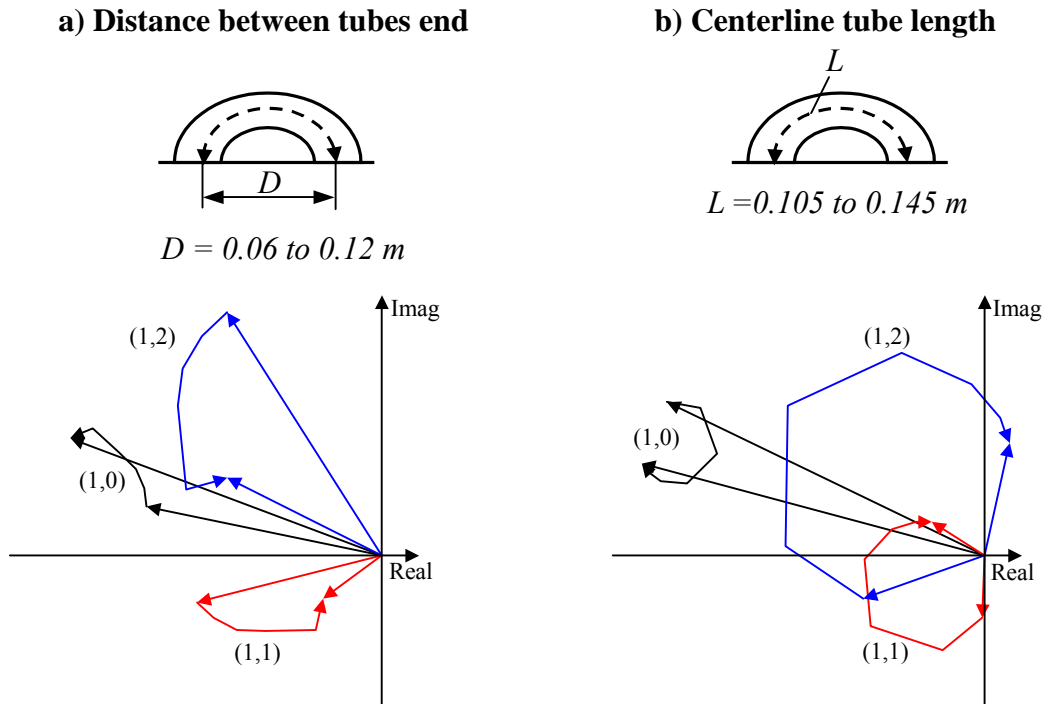 a) Distance between tubes end
D
D = 0.06 to 0.12 m
Imag
(1,2)
(1,0)
Real
(1,1)
b) Centerline tube length
L
L =0.105 to 0.145 m
Imag
(1,2)
(1,0)
Real
(1,1)